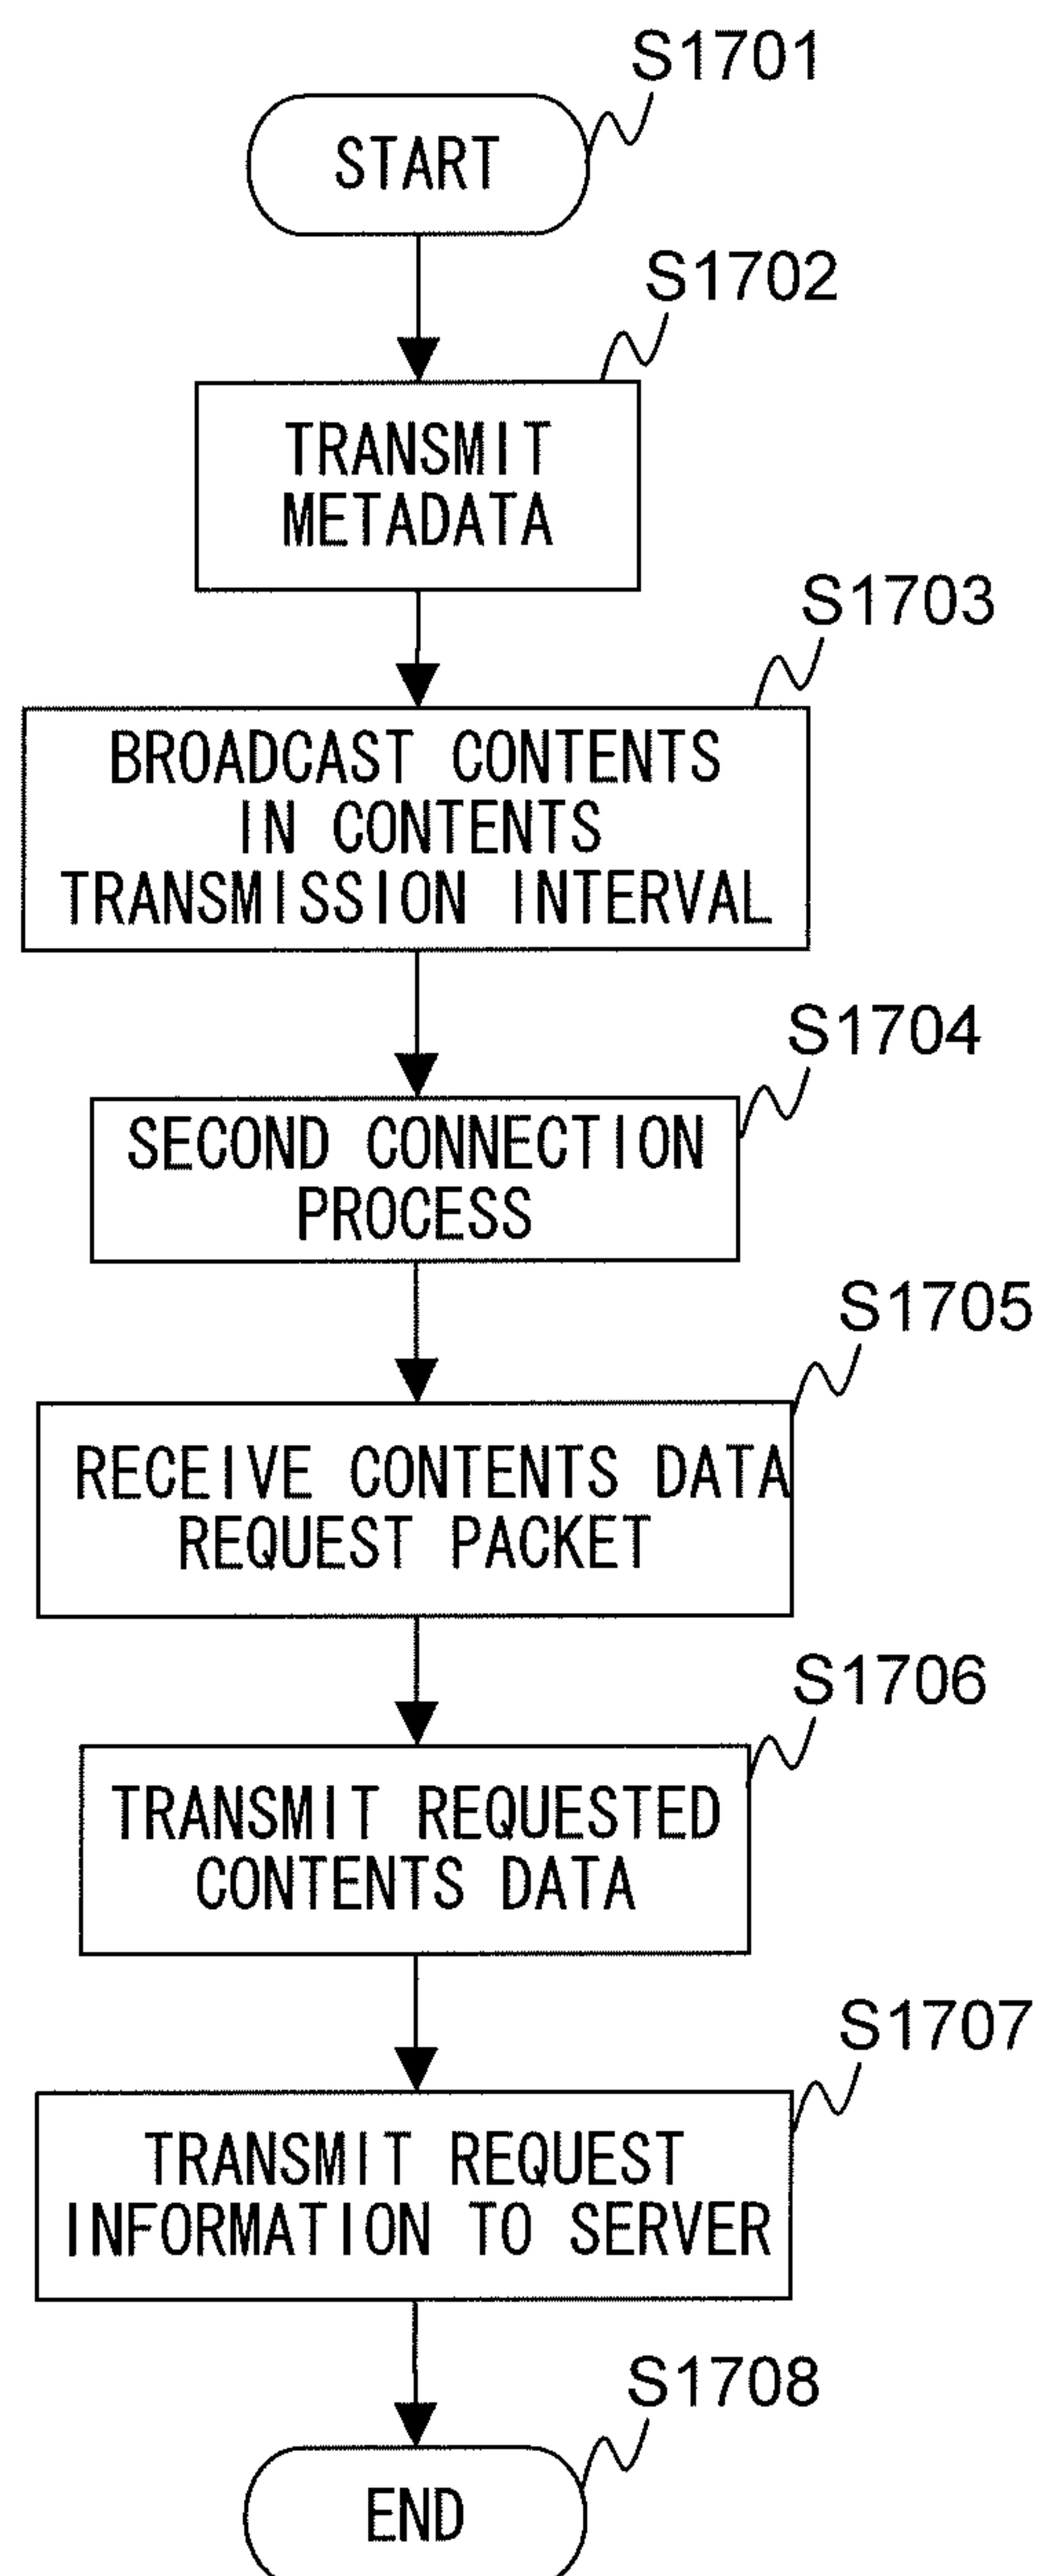 S1701
START
S1702
TRANSMIT
METADATA
S1703
BROADCAST CONTENTS
IN CONTENTS
TRANSMISSION INTERVAL
S1704
SECOND CONNECTION
PROCESS
S1705
RECEIVE CONTENTS DATA
REQUEST PACKET
S1706
TRANSMIT REQUESTED
CONTENTS DATA
S1707
TRANSMIT REQUEST
INFORMATION TO SERVER
S1708
END